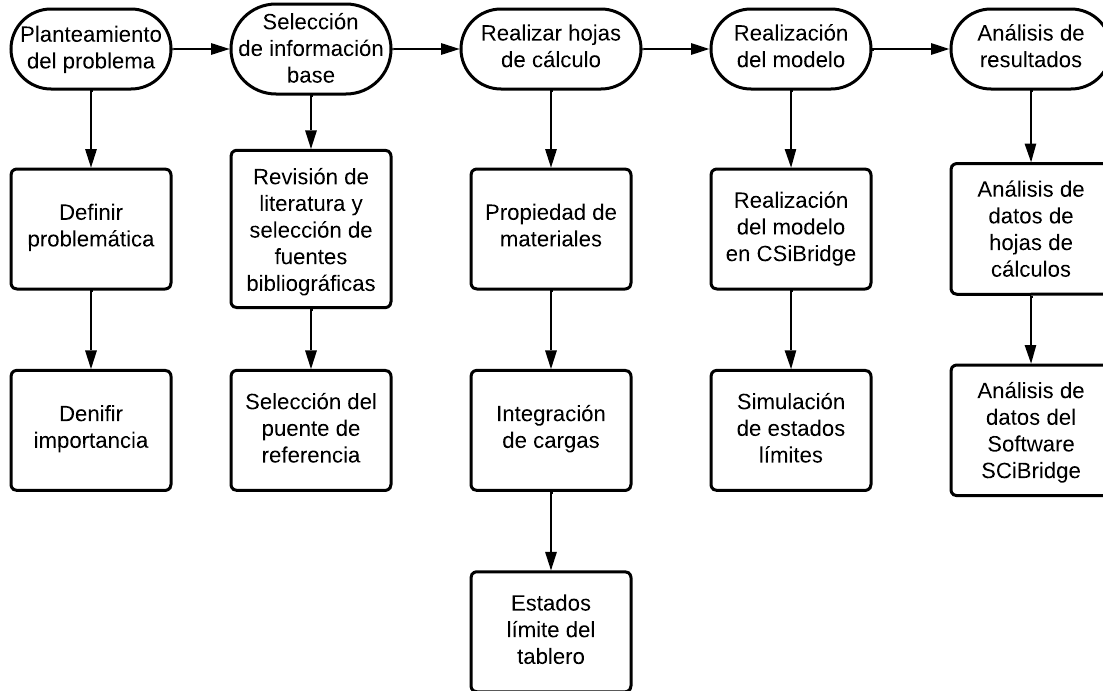 Planteamiento
del problema
Selección
de información
base
Realizar hojas
de cálculo
Realización
del modelo
Análisis de
resultados
Definir
problemática
Revisión de
literatura y
selección de
fuentes
bibliográficas
Propiedad de
materiales
Realización
del modelo
en CSiBridge
Análisis de
datos de
hojas de
cálculos
Denifir
importancia
Selección del
puente de
referencia
Integración
de cargas
Simulación
de estados
límites
Análisis de
datos del
Software
SCiBridge
Estados
límite del
tablero